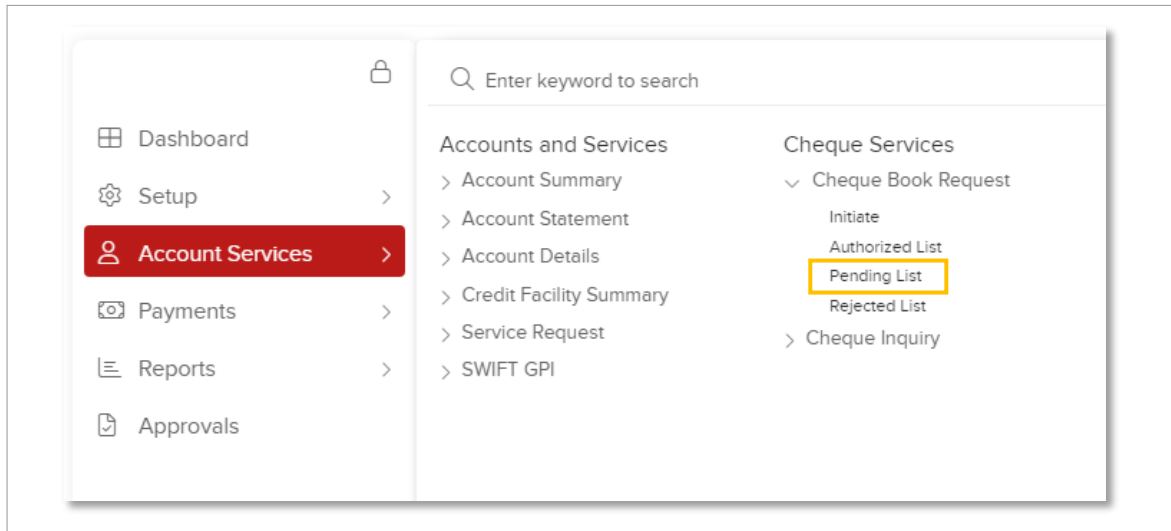 Enter keyword to search
Dashboard
Setup
Account Services
Payments
Reports
Approvals
Accounts and Services
Account Summary
Account Statement
Account Details
Credit Facility Summary
Service Request
SWIFT GPI
Cheque Services
Cheque Book Request
Initiate
Authorized List
Pending List
Rejected List
Cheque Inquiry